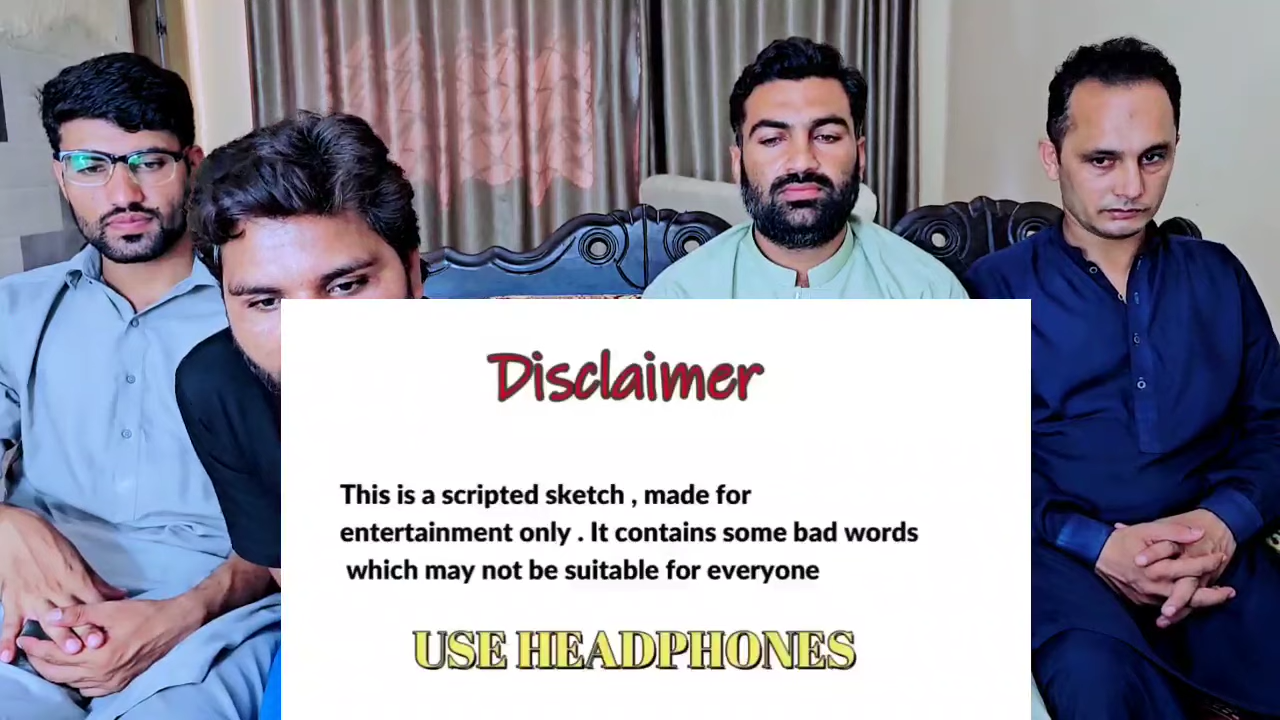 Disclaimer
This is a scripted sketch , made for
entertainment only . It contains some bad words
which may not be suitable for everyone
USE HEADPHONES